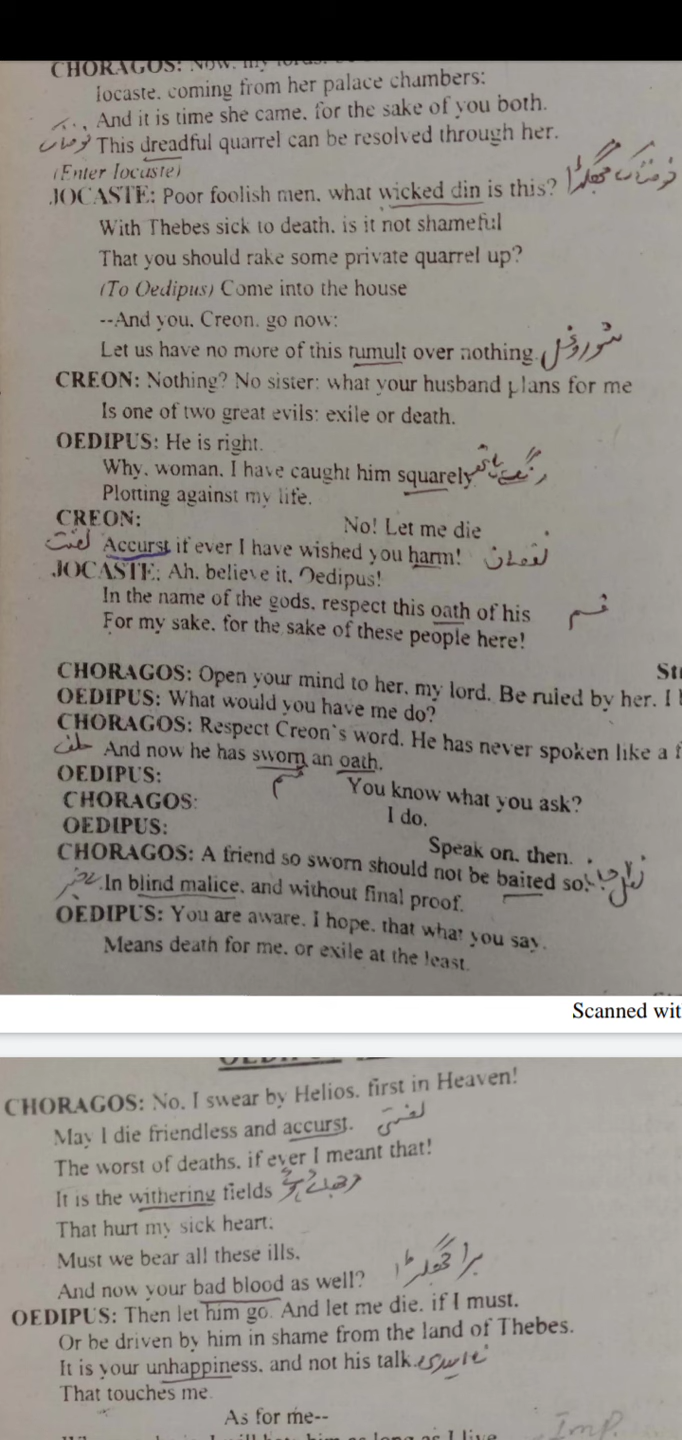 CHORAGOS: Now, my lords, be
Iocaste, coming from her palace chambers:
And it is time she came, for the sake of you both.
This dreadful quarrel can be resolved through her.
(Enter Iocaste)
JOCASTE: Poor foolish men, what wicked din is this?
With Thebes sick to death, is it not shameful
That you should rake some private quarrel up?
(To Oedipus) Come into the house
--And you, Creon, go now:
Let us have no more of this tumult over nothing. شوروغل
CREON: Nothing? No sister: what your husband plans for me
Is one of two great evils: exile or death.
OEDIPUS: He is right.
Why, woman, I have caught him squarely
Plotting against my life.
CREON: No! Let me die
لعنت Accurst if ever I have wished you harm! نقصان
JOCASTE: Ah, believe it, Oedipus!
In the name of the gods, respect this oath of his قسم
For my sake, for the sake of these people here!
CHORAGOS: Open your mind to her, my lord. Be ruled by her, I
OEDIPUS: What would you have me do?
CHORAGOS: Respect Creon's word. He has never spoken like a
حلف And now he has sworn an oath. قسم
OEDIPUS: You know what you ask?
CHORAGOS: I do.
OEDIPUS: Speak on, then.
CHORAGOS: A friend so sworn should not be baited so,
In blind malice, and without final proof.
OEDIPUS: You are aware, I hope, that what you say
Means death for me, or exile at the least.
Scanned wit
CHORAGOS: No, I swear by Helios, first in Heaven!
May I die friendless and accurst, لعنتی
The worst of deaths, if ever I meant that!
It is the withering fields
That hurt my sick heart:
Must we bear all these ills,
And now your bad blood as well? برا جھگڑا
OEDIPUS: Then let him go. And let me die, if I must,
Or be driven by him in shame from the land of Thebes.
It is your unhappiness, and not his talk,
That touches me.
As for me--
Imp.